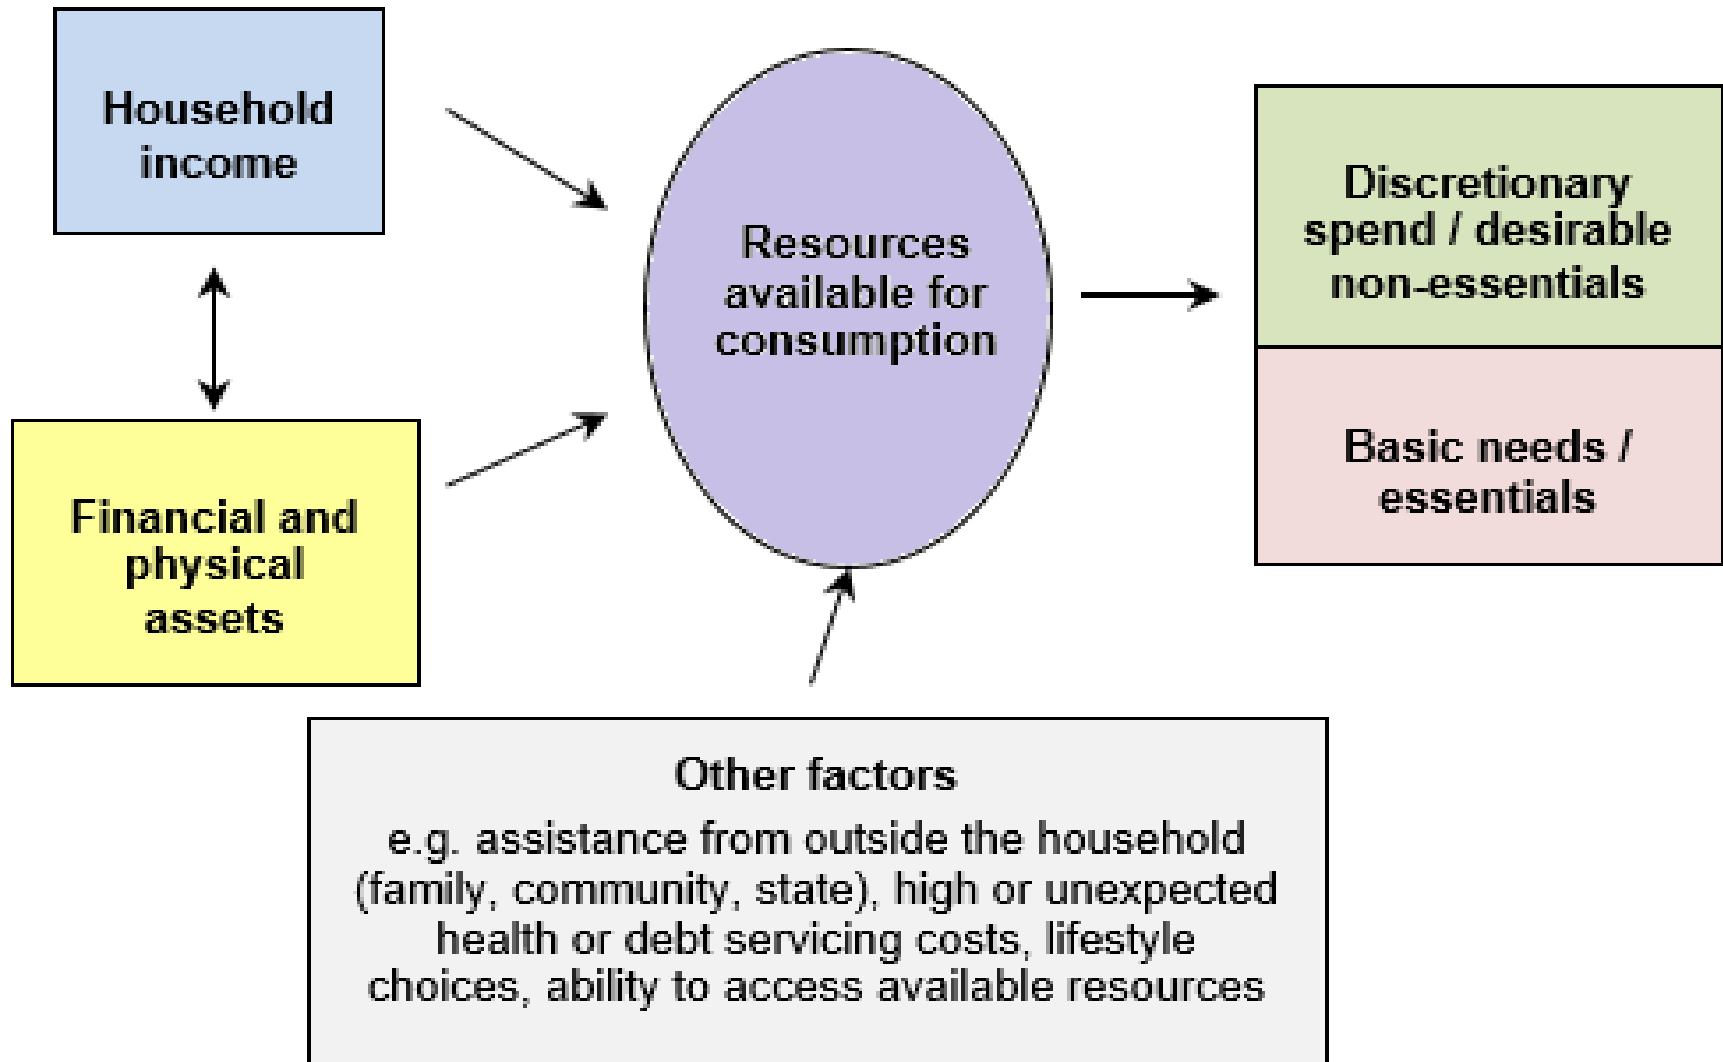 Household
income
Financial and
physical
assets
Resources
available for
consumption
Discretionary
spend / desirable
non-essentials
Basic needs /
essentials
Other factors
e.g. assistance from outside the household
(family, community, state), high or unexpected
health or debt servicing costs, lifestyle
choices, ability to access available resources